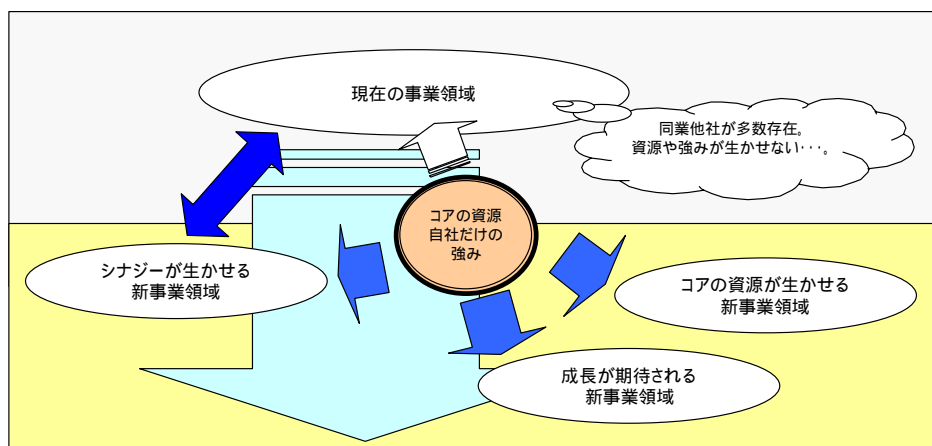 現在の事業領域
同業他社が多数存在。
資源や強みが生かせない･･･。
コアの資源
自社だけの
強み
シナジーが生かせる
新事業領域
コアの資源が生かせる
新事業領域
成長が期待される
新事業領域